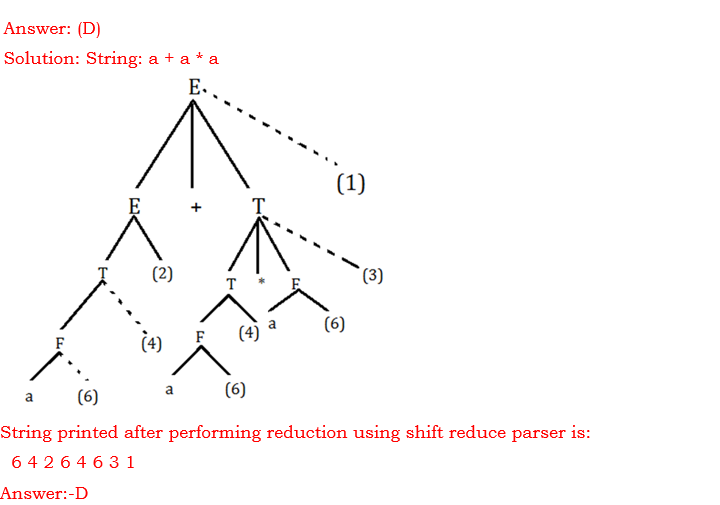 Answer: (D)
Solution: String: a + a * a
E
(1)
E + T
T (2) T * F (3)
F (4) F (4) a (6)
a (6) a (6)
String printed after performing reduction using shift reduce parser is:
6 4 2 6 4 6 3 1
Answer:-D